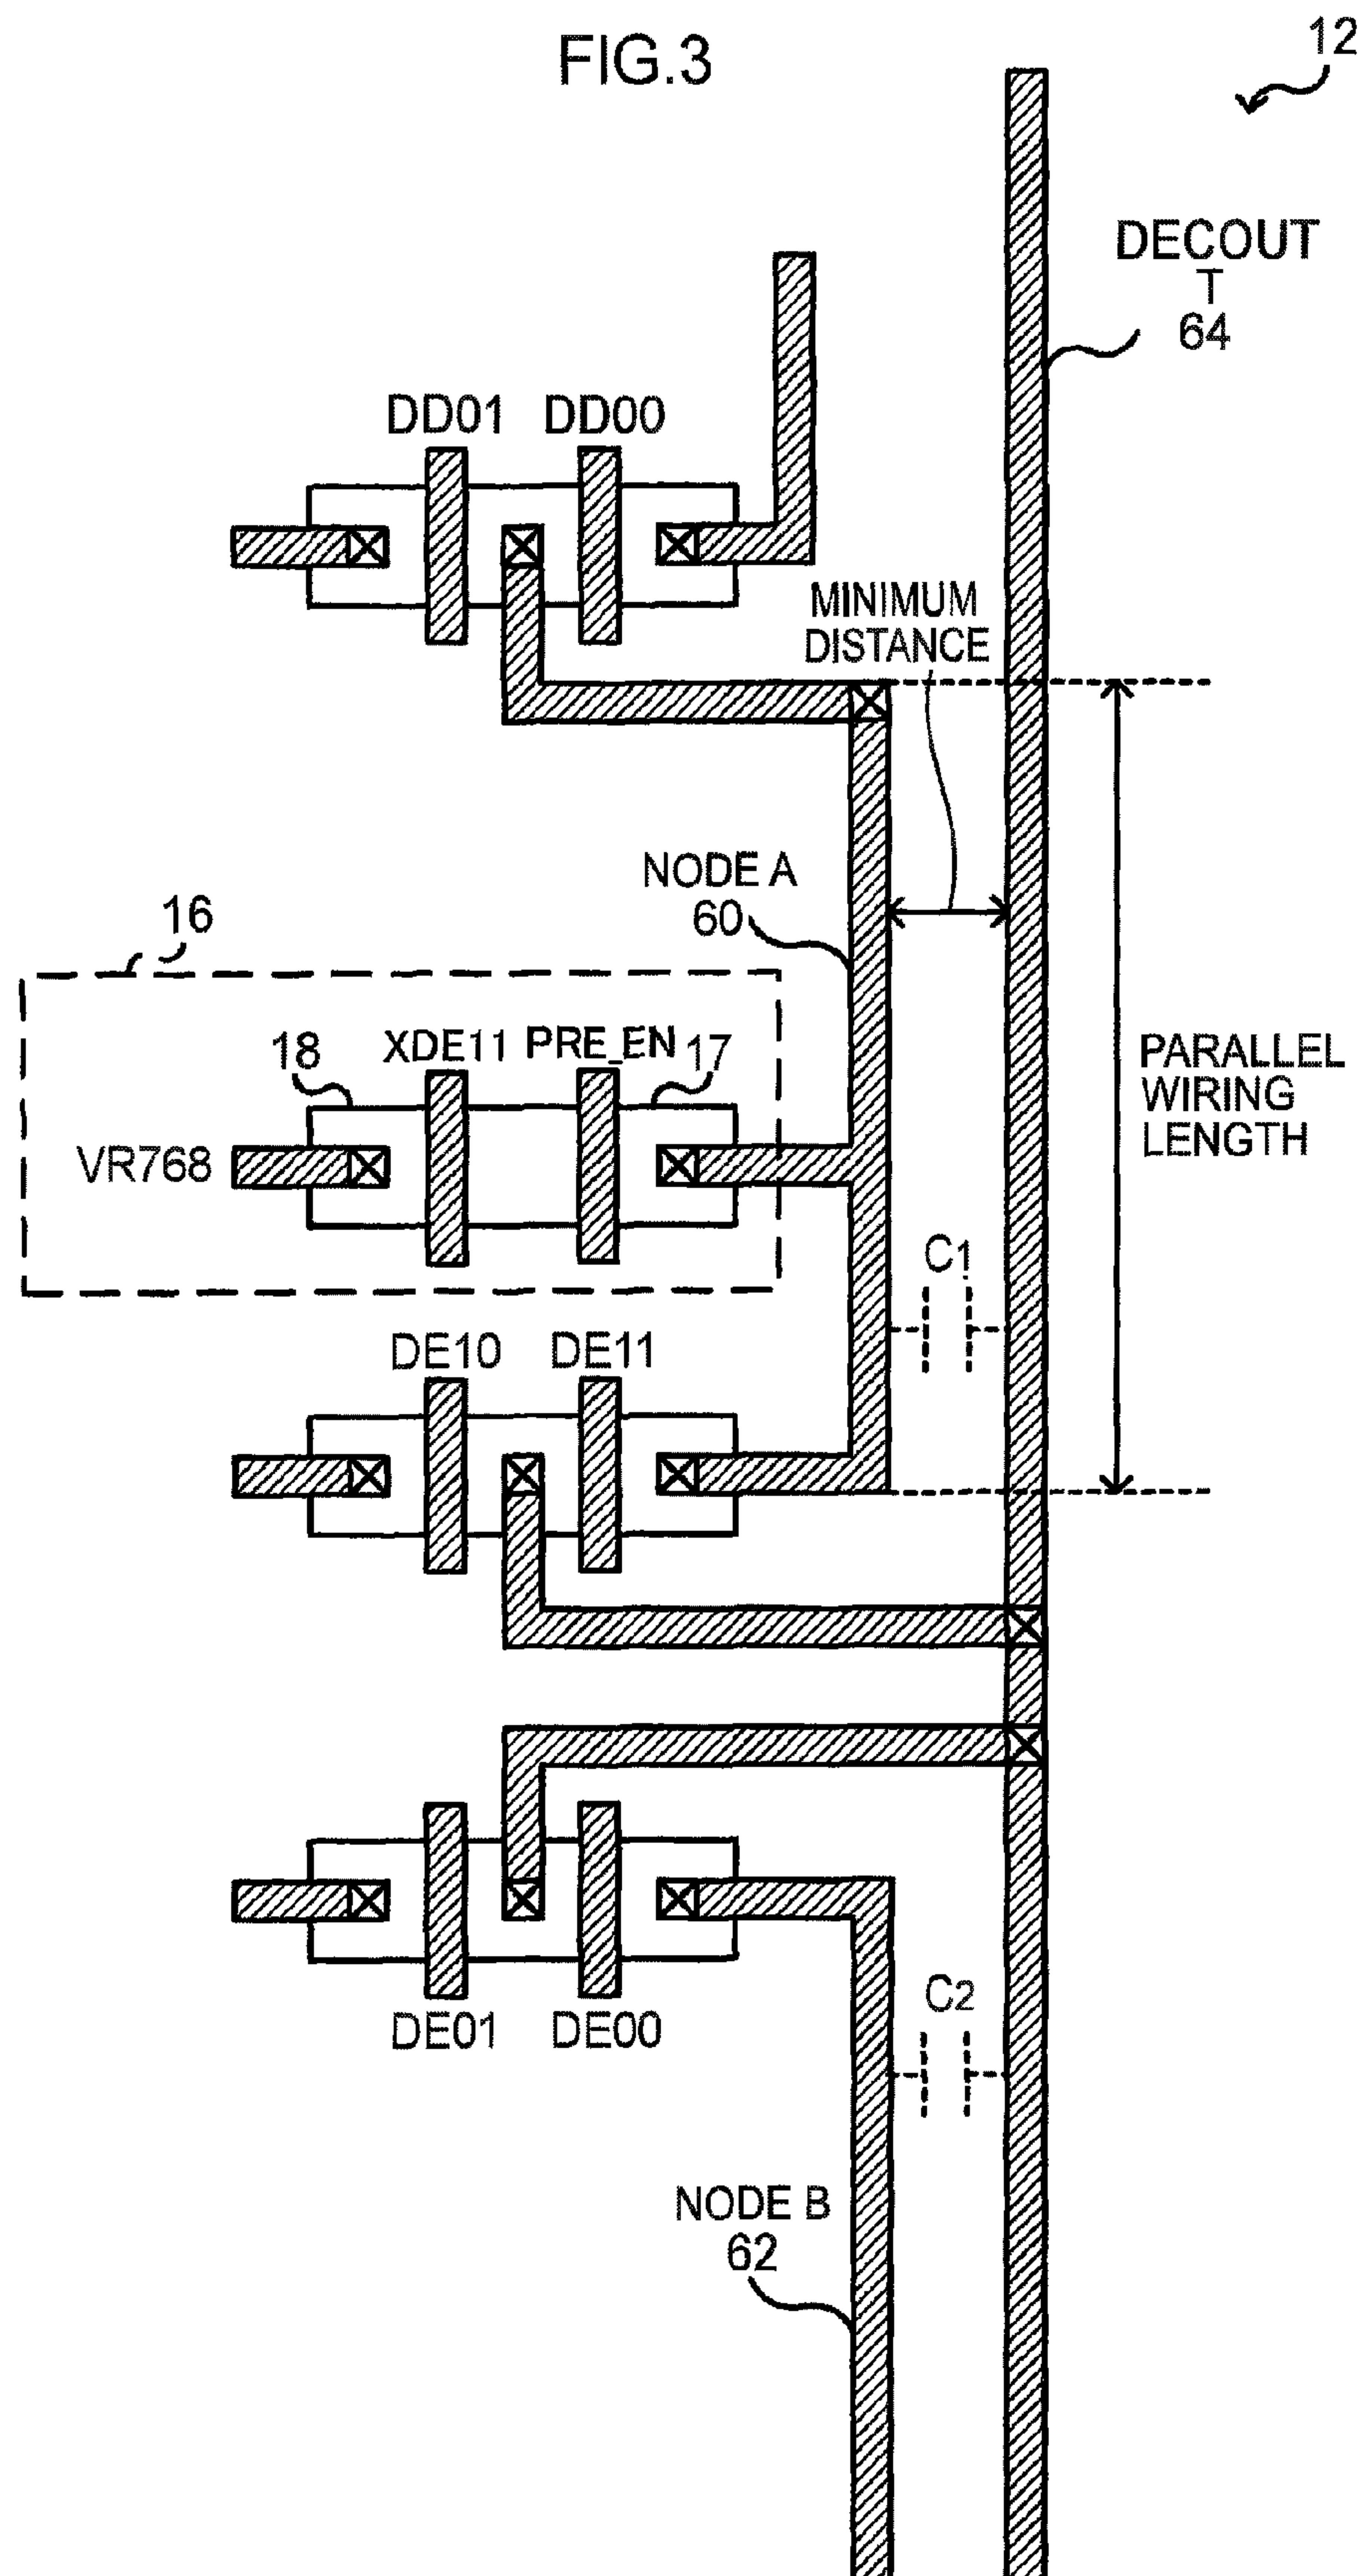 FIG.3
12
DECOUT
T
64
DD01 DD00
MINIMUM
DISTANCE
NODE A
60
16
18 XDE11 PRE_EN 17
VR768
PARALLEL
WIRING
LENGTH
C1
DE10 DE11
DE01 DE00
C2
NODE B
62